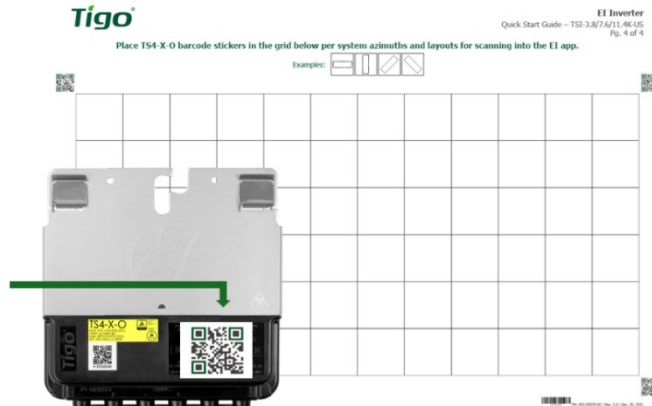 Tigo
EI Inverter
Quick Start Guide – TSI-3.8/7.6/11.4K-US
Pg. 4 of 4
Place TS4-X-O barcode stickers in the grid below per system azimuths and layouts for scanning into the EI app.
Examples:
TS4-X-O
Tigo